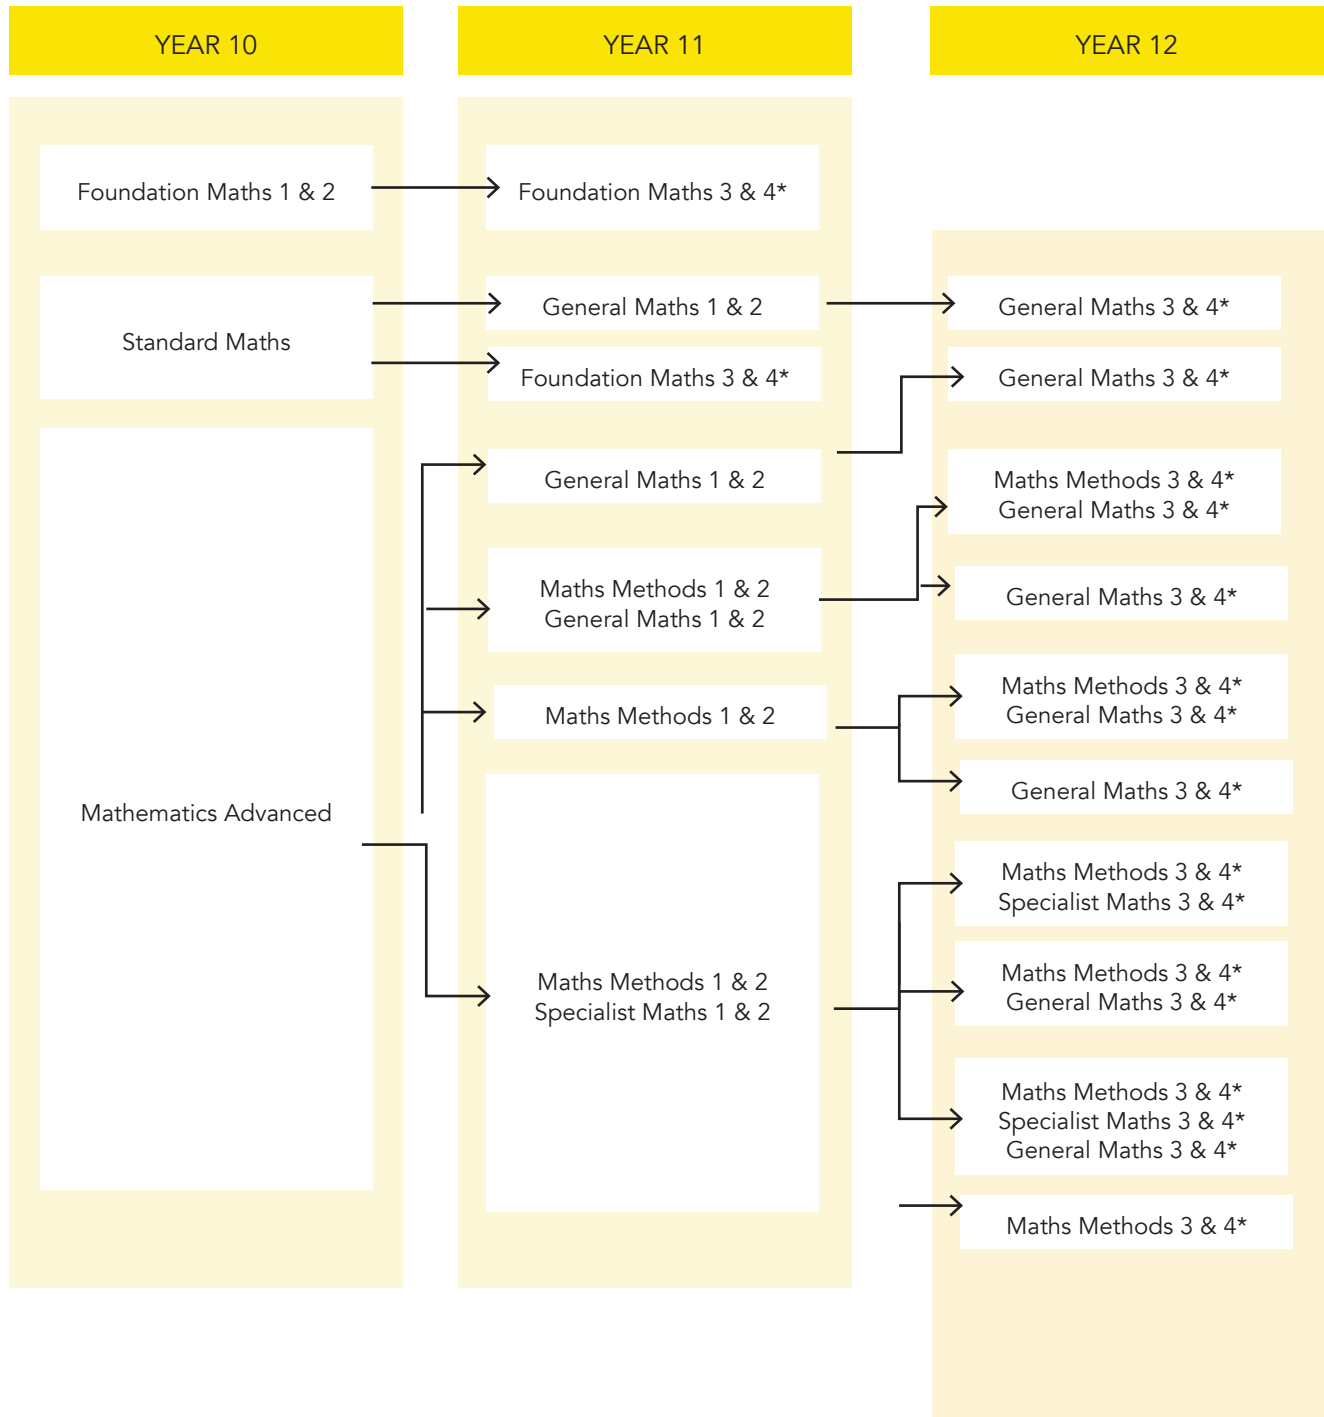 YEAR 10
YEAR 11
YEAR 12
Foundation Maths 1 & 2
Standard Maths
Mathematics Advanced
Foundation Maths 3 & 4*
General Maths 1 & 2
Foundation Maths 3 & 4*
General Maths 1 & 2
Maths Methods 1 & 2
General Maths 1 & 2
Maths Methods 1 & 2
Maths Methods 1 & 2
Specialist Maths 1 & 2
General Maths 3 & 4*
General Maths 3 & 4*
Maths Methods 3 & 4*
General Maths 3 & 4*
General Maths 3 & 4*
Maths Methods 3 & 4*
General Maths 3 & 4*
General Maths 3 & 4*
Maths Methods 3 & 4*
Specialist Maths 3 & 4*
Maths Methods 3 & 4*
General Maths 3 & 4*
Maths Methods 3 & 4*
Specialist Maths 3 & 4*
General Maths 3 & 4*
Maths Methods 3 & 4*